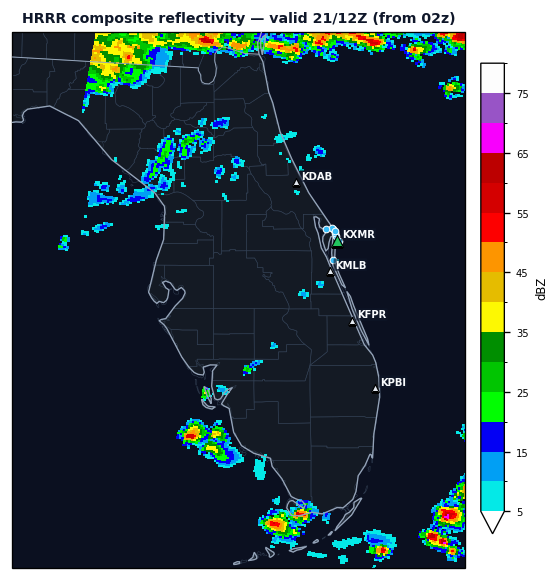 HRRR composite reflectivity — valid 21/12Z (from 02z)
KDAB
KXMR
KMLB
KFPR
KPBI
75
65
55
45
35
25
15
5
dBZ